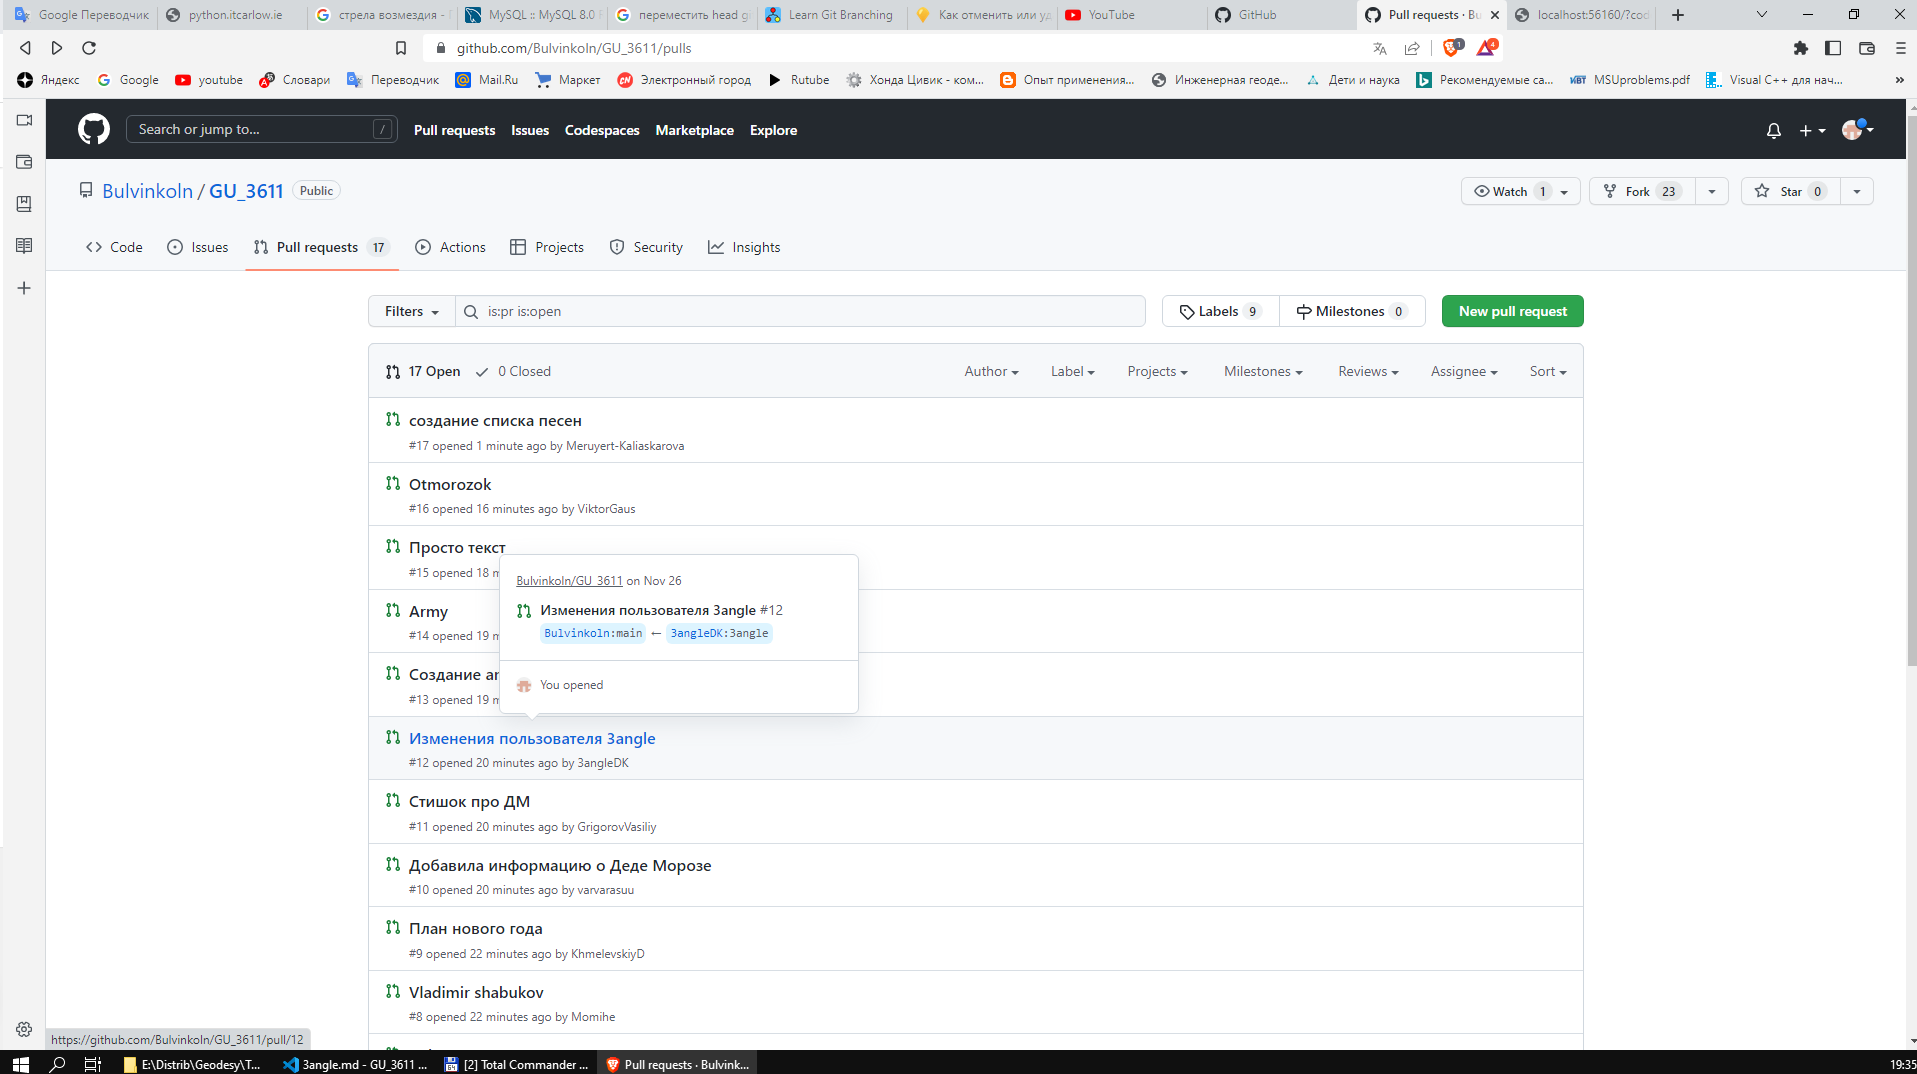 Google Переводчик
python.itcarlow.ie
стрела возмездия -
MySQL :: MySQL 8.0
переместить head g
Learn Git Branching
Как отменить или уд
YouTube
GitHub
Pull requests · Bu
localhost:56160/?cod
github.com/Bulvinkoln/GU_3611/pulls
1
4
Яндекс
Google
youtube
Словари
Переводчик
Mail.Ru
Маркет
Электронный город
Rutube
Хонда Цивик - ком...
Опыт применения...
Инженерная геоде...
Дети и наука
Рекомендуемые са...
MSUproblems.pdf
Visual C++ для нач...
»
Search or jump to...
/
Pull requests
Issues
Codespaces
Marketplace
Explore
Bulvinkoln / GU_3611
Public
Watch 1
Fork 23
Star 0
Code
Issues
Pull requests 17
Actions
Projects
Security
Insights
Filters
is:pr is:open
Labels 9
Milestones 0
New pull request
17 Open
0 Closed
Author
Label
Projects
Milestones
Reviews
Assignee
Sort
создание списка песен
#17 opened 1 minute ago by Meruyert-Kaliaskarova
Otmorozok
#16 opened 16 minutes ago by ViktorGaus
Просто текст
#15 opened 18 m
Army
#14 opened 19 m
Создание ar
#13 opened 19 m
Bulvinkoln/GU_3611 on Nov 26
Изменения пользователя 3angle #12
Bulvinkoln:main ← 3angleDK:3angle
You opened
Изменения пользователя 3angle
#12 opened 20 minutes ago by 3angleDK
Стишок про ДМ
#11 opened 20 minutes ago by GrigorovVasiliy
Добавила информацию о Деде Морозе
#10 opened 20 minutes ago by varvarasuu
План нового года
#9 opened 22 minutes ago by KhmelevskiyD
Vladimir shabukov
#8 opened 22 minutes ago by Momihe
https://github.com/Bulvinkoln/GU_3611/pull/12
E:\Distrib\Geodesy\T...
3angle.md - GU_3611 ...
[2] Total Commander ...
Pull requests · Bulvink...
19:35